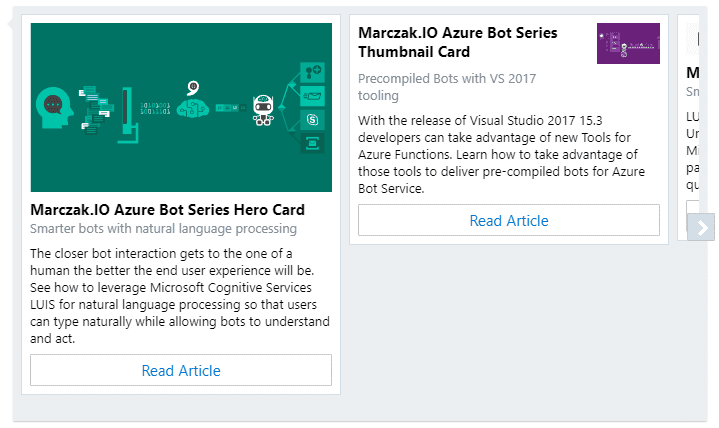 Marczak.IO Azure Bot Series Hero Card
Smarter bots with natural language processing
The closer bot interaction gets to the one of a
human the better the end user experience will be.
See how to leverage Microsoft Cognitive Services
LUIS for natural language processing so that users
can type naturally while allowing bots to understand
and act.
Read Article
Marczak.IO Azure Bot Series
Thumbnail Card
Precompiled Bots with VS 2017
tooling
With the release of Visual Studio 2017 15.3
developers can take advantage of new Tools for
Azure Functions. Learn how to take advantage of
those tools to deliver pre-compiled bots for Azure
Bot Service.
Read Article
M
Sm
LU
Un
Mi
pa
qu